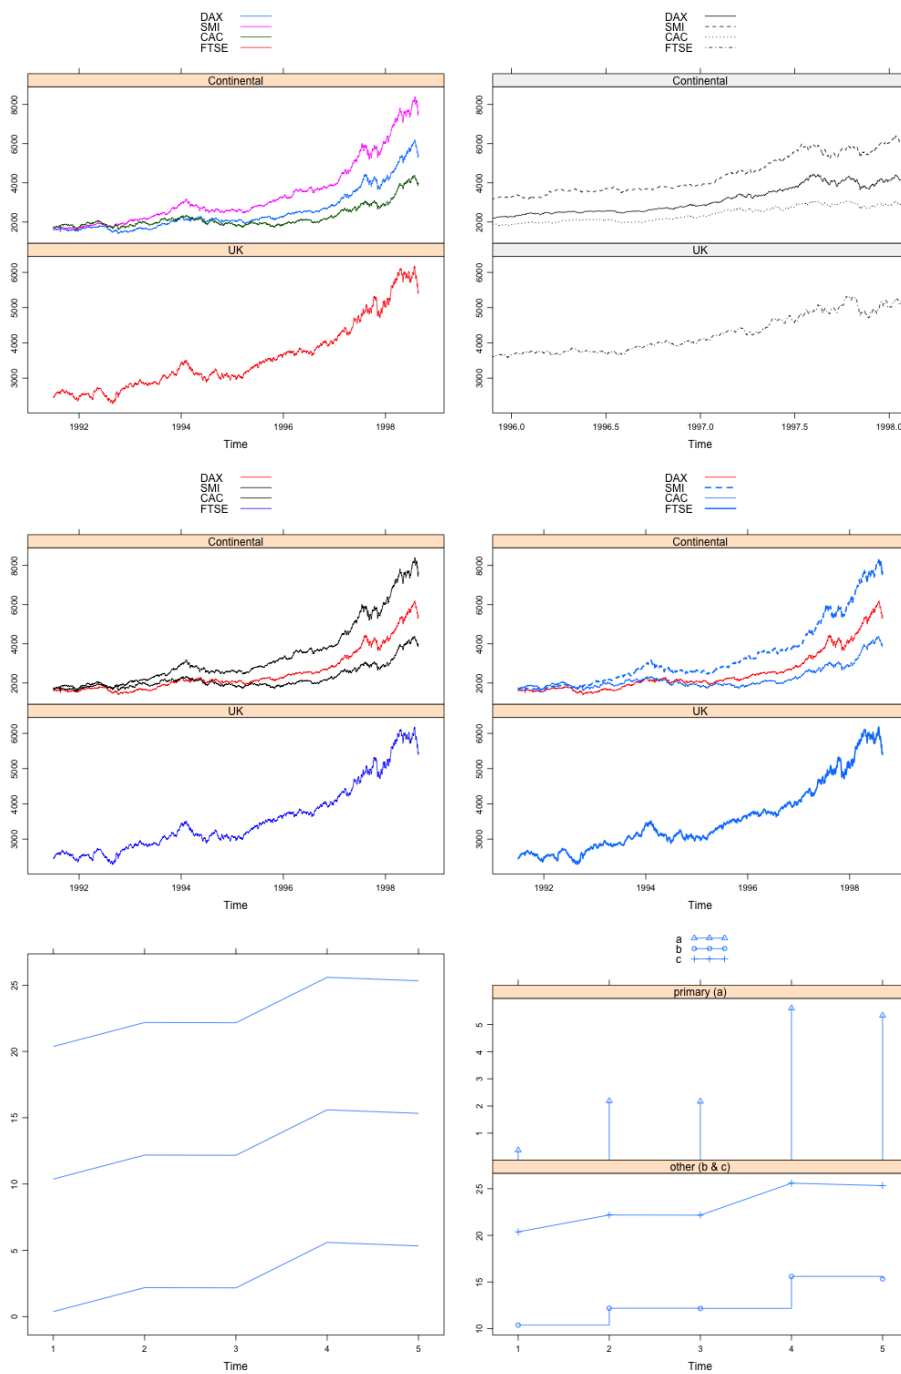 DAX
SMI
CAC
FTSE
Continental
8000
6000
4000
2000
UK
6000
5000
4000
3000
1992 1994 1996 1998
Time
DAX
SMI
CAC
FTSE
Continental
8000
6000
4000
2000
UK
6000
5000
4000
3000
1996.0 1996.5 1997.0 1997.5 1998.0
Time
DAX
SMI
CAC
FTSE
Continental
8000
6000
4000
2000
UK
6000
5000
4000
3000
1992 1994 1996 1998
Time
DAX
SMI
CAC
FTSE
Continental
8000
6000
4000
2000
UK
6000
5000
4000
3000
1992 1994 1996 1998
Time
25
20
15
10
5
0
1 2 3 4 5
Time
a
b
c
primary (a)
5
4
3
2
1
other (b & c)
25
20
15
10
1 2 3 4 5
Time